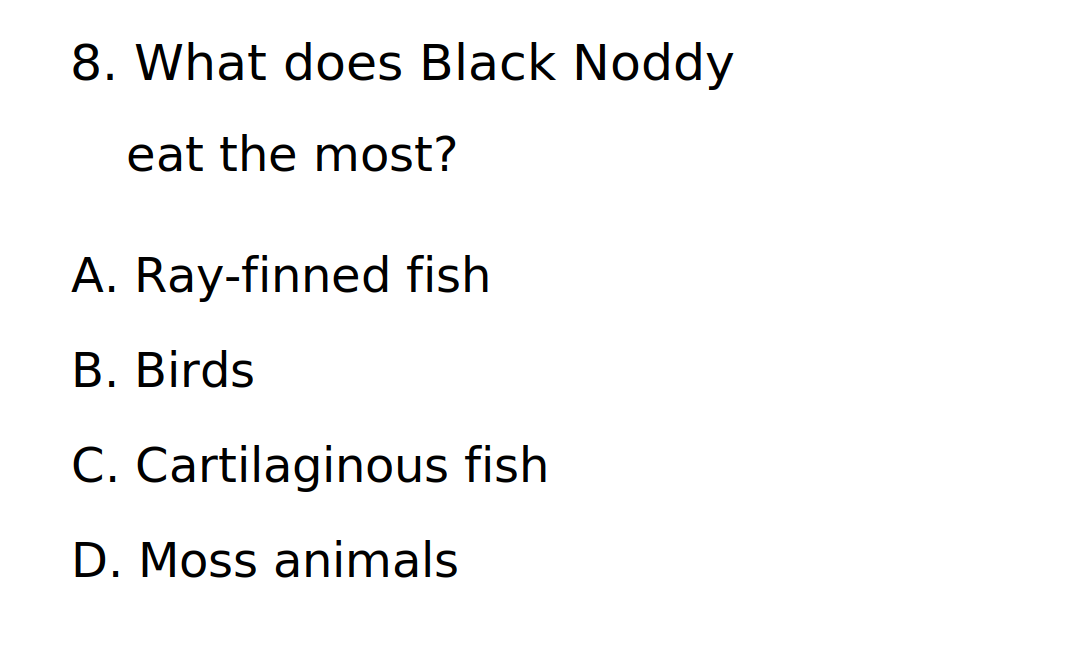 8. What does Black Noddy
eat the most?
A. Ray-finned fish
B. Birds
C. Cartilaginous fish
D. Moss animals